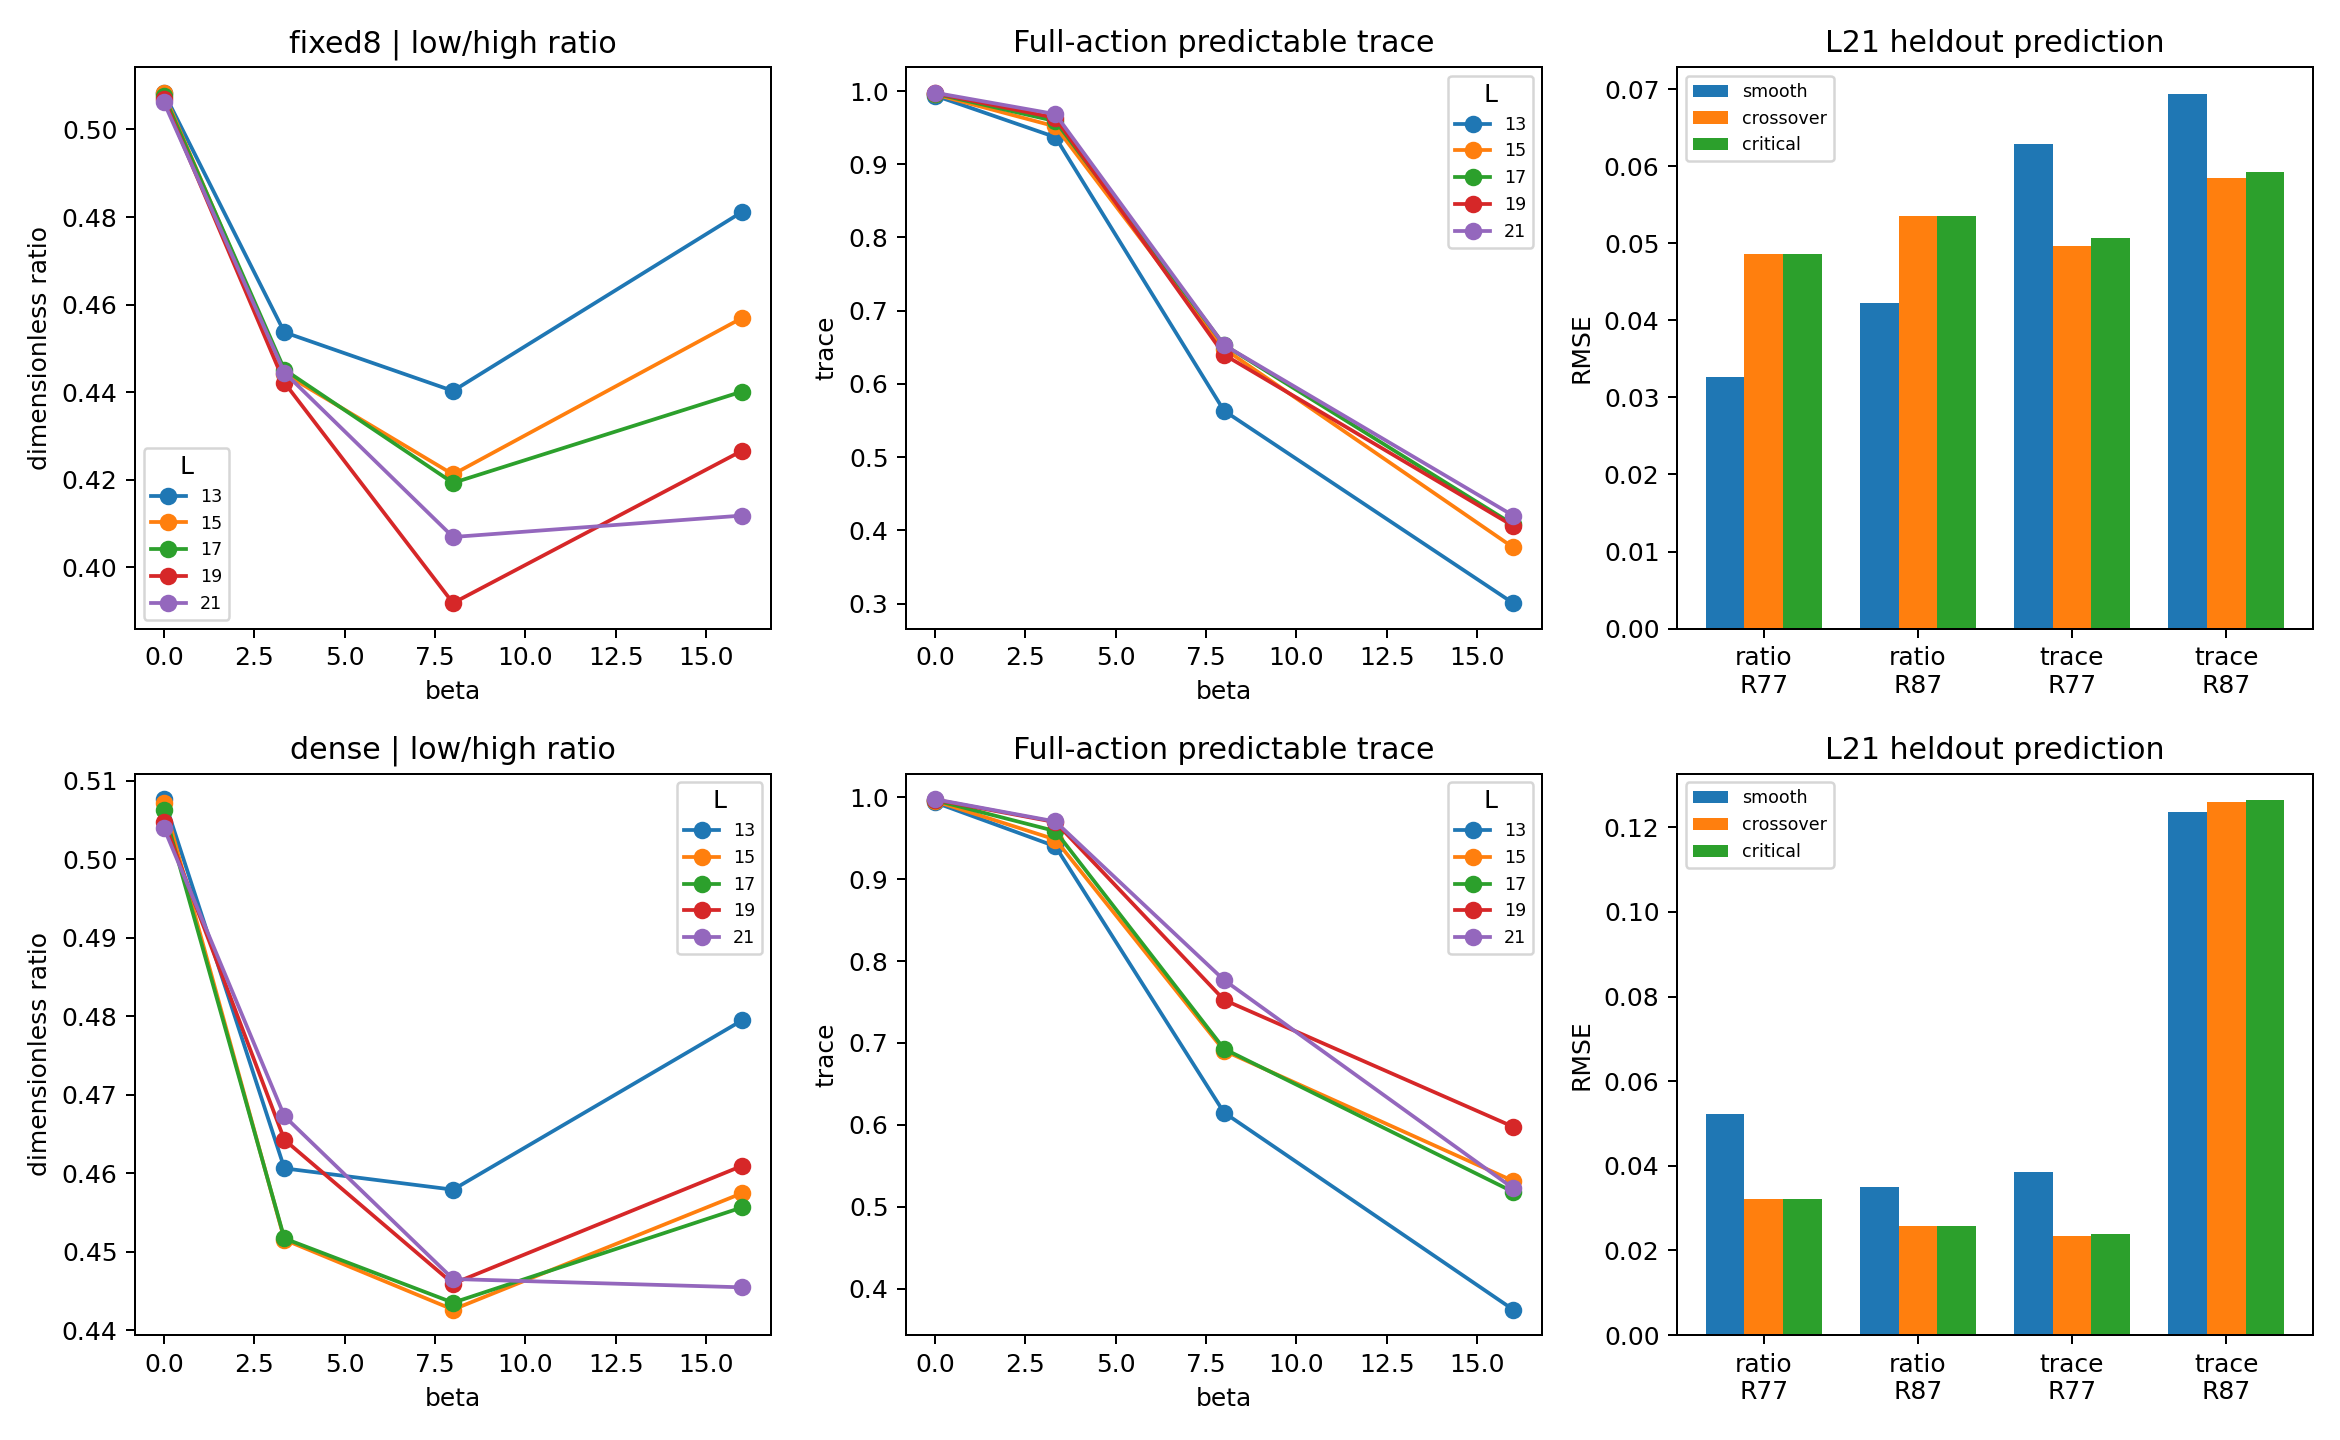 fixed8 | low/high ratio
dimensionless ratio
0.50
0.48
0.46
0.44
0.42
0.40
L
13
15
17
19
21
0.0 2.5 5.0 7.5 10.0 12.5 15.0
beta
Full-action predictable trace
trace
1.0
0.9
0.8
0.7
0.6
0.5
0.4
0.3
L
13
15
17
19
21
0.0 2.5 5.0 7.5 10.0 12.5 15.0
beta
L21 heldout prediction
RMSE
0.07
0.06
0.05
0.04
0.03
0.02
0.01
0.00
smooth
crossover
critical
ratio ratio trace trace
R77 R87 R77 R87
dense | low/high ratio
dimensionless ratio
0.51
0.50
0.49
0.48
0.47
0.46
0.45
0.44
L
13
15
17
19
21
0.0 2.5 5.0 7.5 10.0 12.5 15.0
beta
Full-action predictable trace
trace
1.0
0.9
0.8
0.7
0.6
0.5
0.4
L
13
15
17
19
21
0.0 2.5 5.0 7.5 10.0 12.5 15.0
beta
L21 heldout prediction
RMSE
0.12
0.10
0.08
0.06
0.04
0.02
0.00
smooth
crossover
critical
ratio ratio trace trace
R77 R87 R77 R87